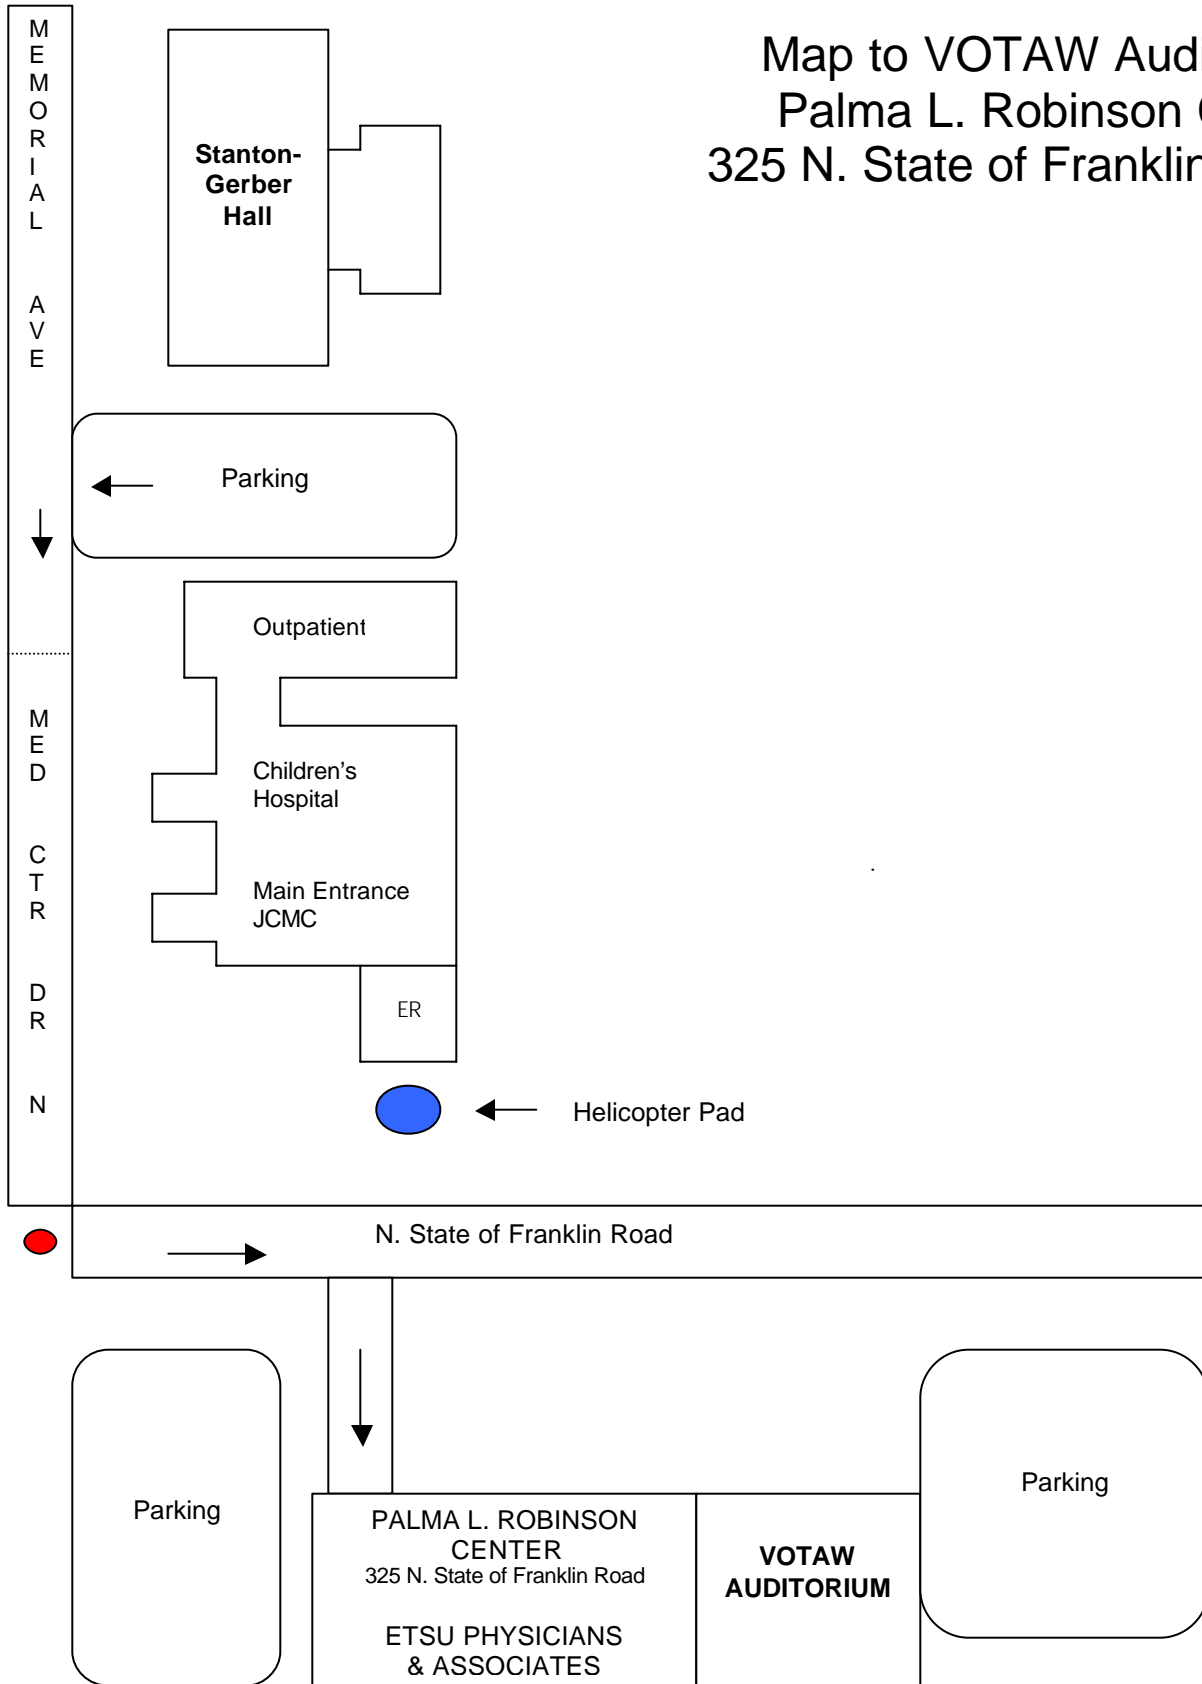 Map to VOTAW
Palma L. Robinson
325 N. State of Franklin
MEMORIAL AVE
Stanton-
Gerber
Hall
Parking
Outpatient
MED CTR DR N
Children's
Hospital
Main Entrance
JCMC
ER
Helicopter Pad
N. State of Franklin Road
Parking
PALMA L. ROBINSON
CENTER
325 N. State of Franklin Road
ETSU PHYSICIANS
& ASSOCIATES
VOTAW
AUDITORIUM
Parking